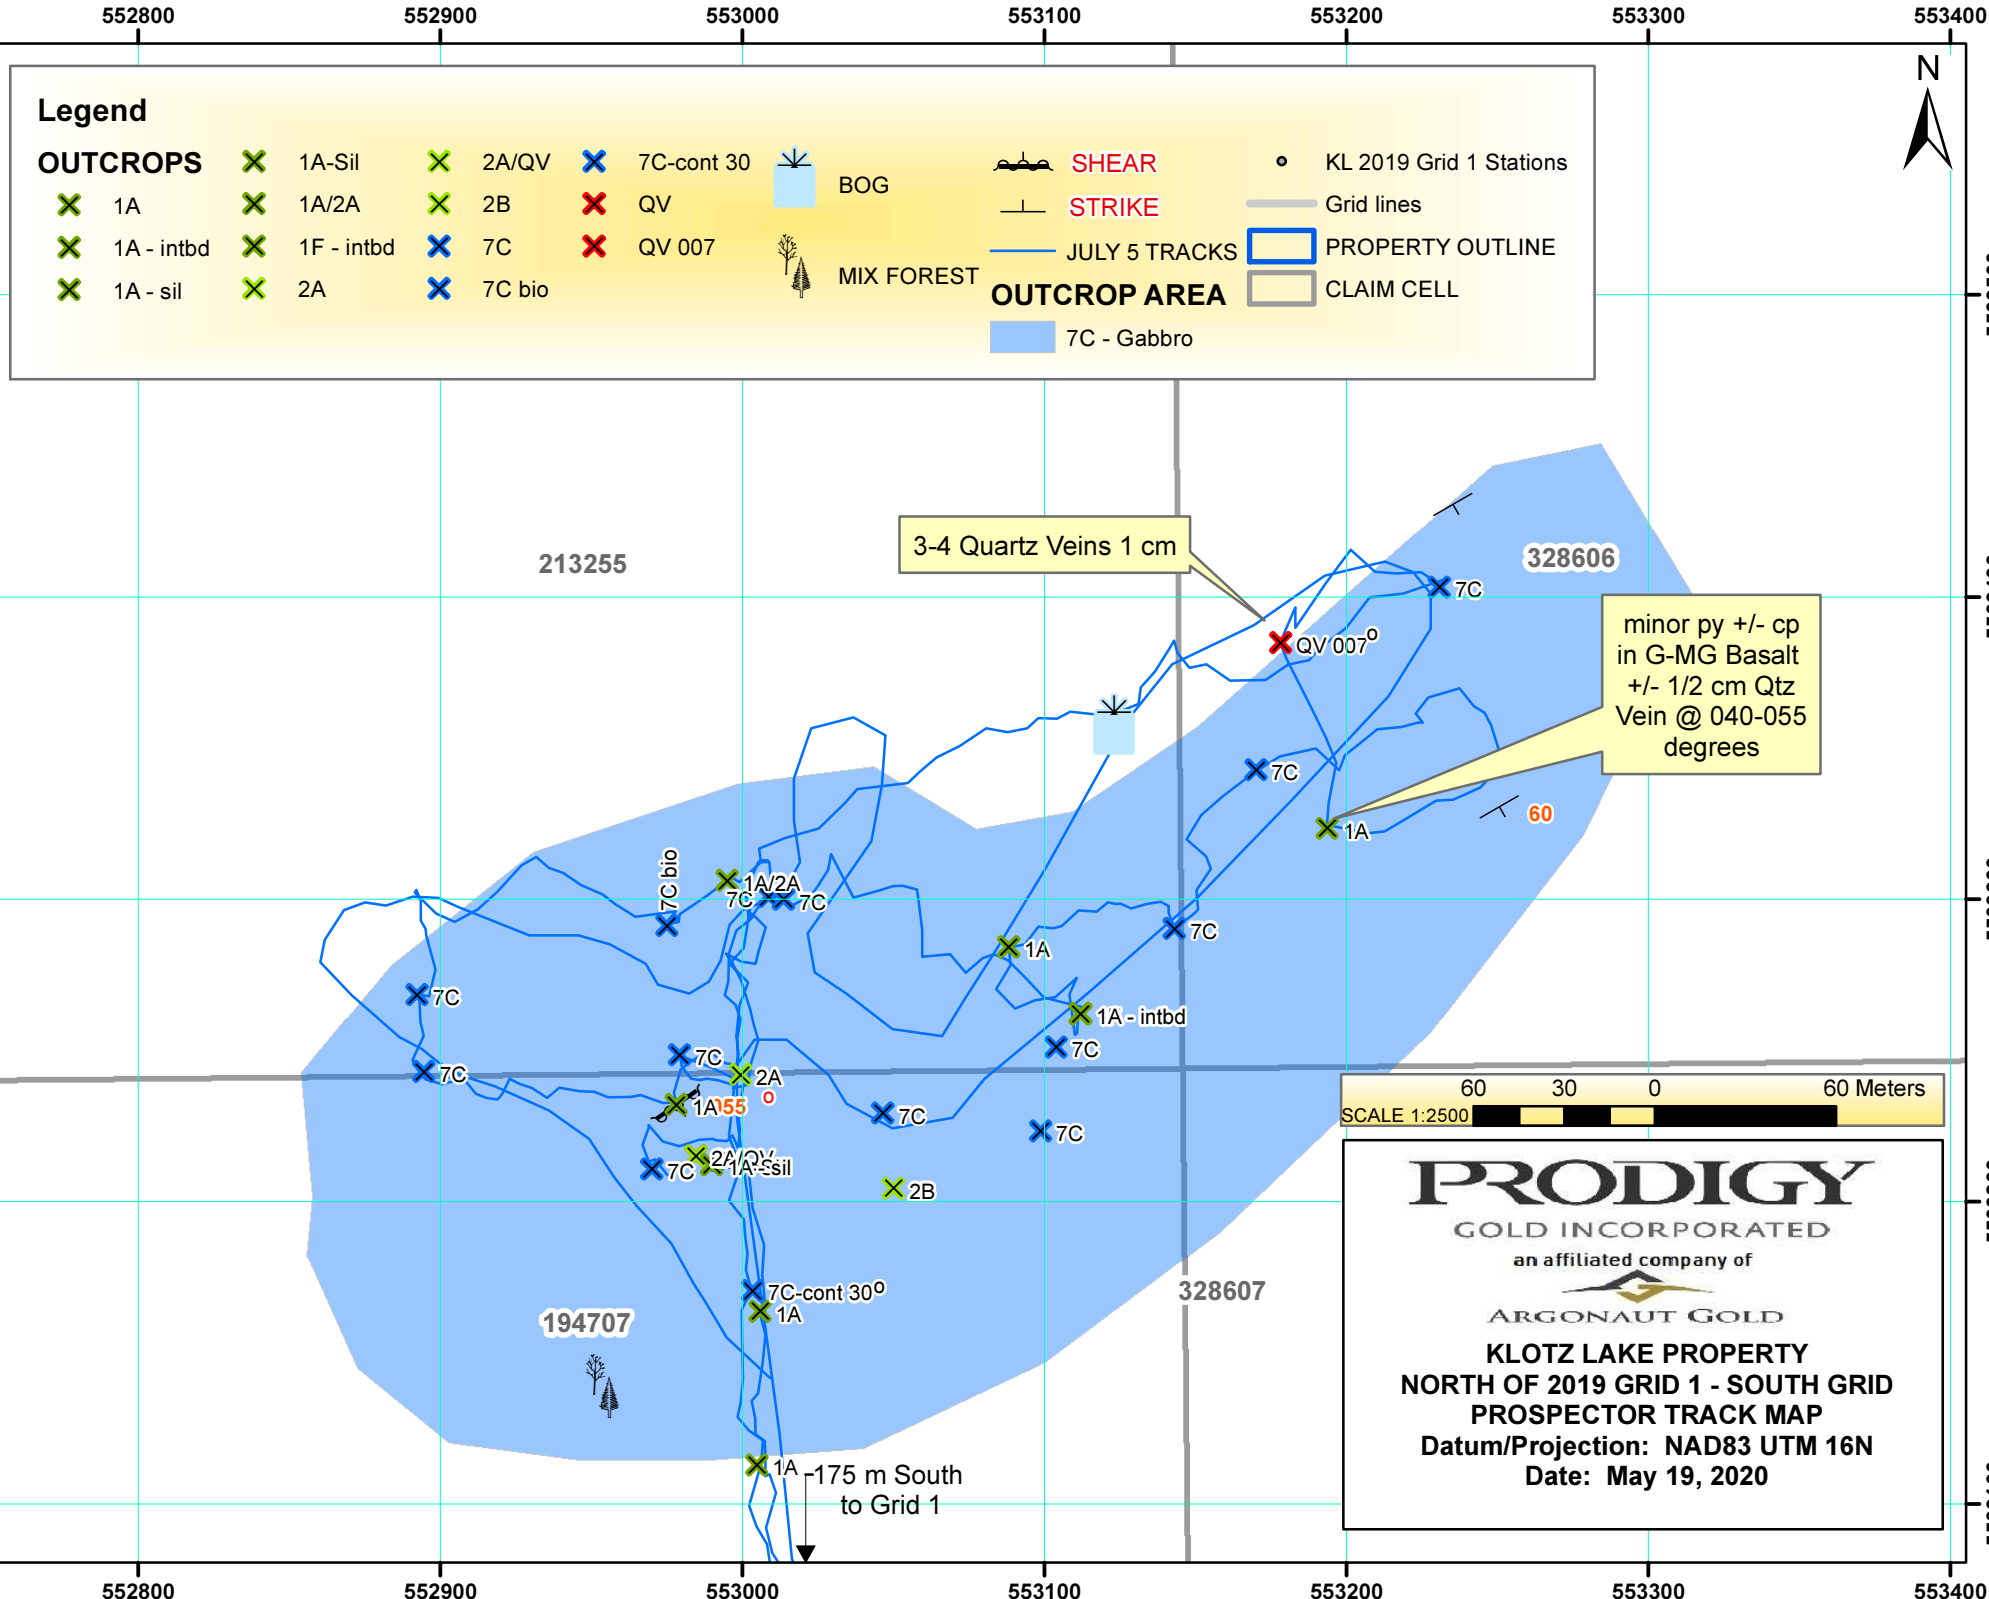 552800 552900 553000 553100 553200 553300 553400
N
Legend
OUTCROPS
1A
1A - intbd
1A - sil
1A-Sil
1A/2A
1F - intbd
2A
2A/QV
2B
7C
7C bio
7C-cont 30
QV
QV 007
BOG
MIX FOREST
SHEAR
STRIKE
JULY 5 TRACKS
OUTCROP AREA
7C - Gabbro
KL 2019 Grid 1 Stations
Grid lines
PROPERTY OUTLINE
CLAIM CELL
213255
3-4 Quartz Veins 1 cm
328606
7C
QV 007o
minor py +/- cp
in G-MG Basalt
+/- 1/2 cm Qtz
Vein @ 040-055
degrees
7C
60
1A
7C bio
1A/2A
7C
7C
7C
1A
7C
1A - intbd
7C
7C
7C
2A
1A
055
o
7C
7C
2A/QV
7C
2B
7C-cont 30o
1A
328607
194707
1A
175 m South
to Grid 1
60 30 0 60 Meters
SCALE 1:2500
PRODIGY
GOLD INCORPORATED
an affiliated company of
ARGONAUT GOLD
KLOTZ LAKE PROPERTY
NORTH OF 2019 GRID 1 - SOUTH GRID
PROSPECTOR TRACK MAP
Datum/Projection: NAD83 UTM 16N
Date: May 19, 2020
552800 552900 553000 553100 553200 553300 553400